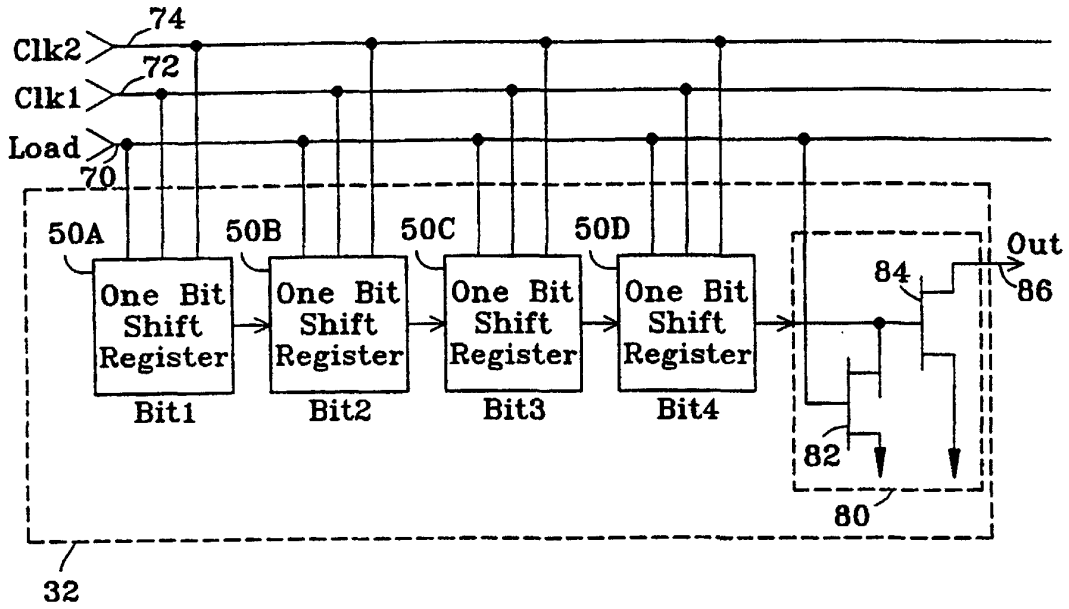 74
Clk2
72
Clk1
Load
70
50A
50B
50C
50D
Out
84
86
One Bit
Shift
Register
One Bit
Shift
Register
One Bit
Shift
Register
One Bit
Shift
Register
Bit1
Bit2
Bit3
Bit4
82
80
32